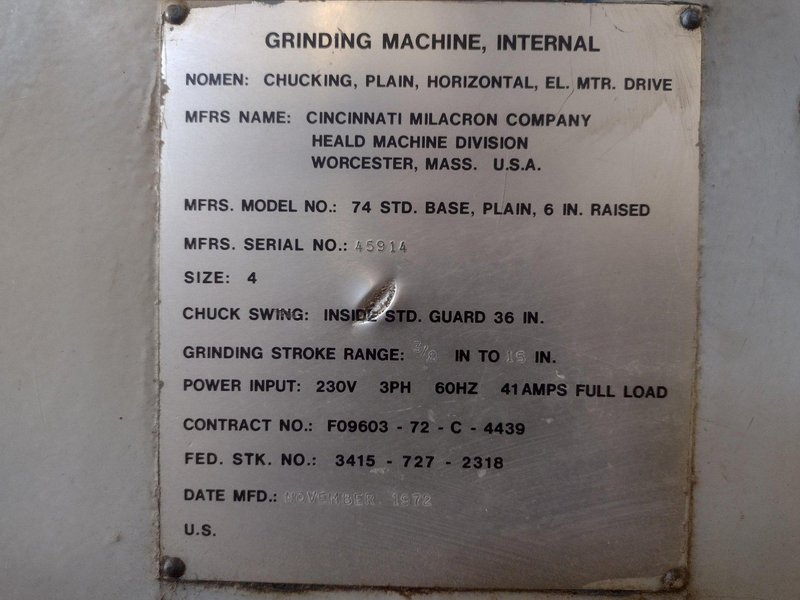 GRINDING MACHINE, INTERNAL
NOMEN: CHUCKING, PLAIN, HORIZONTAL, EL. MTR. DRIVE
MFRS NAME: CINCINNATI MILACRON COMPANY
HEALD MACHINE DIVISION
WORCESTER, MASS. U.S.A.
MFRS. MODEL NO.: 74 STD. BASE, PLAIN, 6 IN. RAISED
MFRS. SERIAL NO.: 45914
SIZE: 4
CHUCK SWING: INSIDE STD. GUARD 36 IN.
GRINDING STROKE RANGE: IN TO 15 IN.
POWER INPUT: 230V 3PH 60HZ 41AMPS FULL LOAD
CONTRACT NO.: F09603 - 72 - C - 4439
FED. STK. NO.: 3415 - 727 - 2318
DATE MFD.: NOVEMBER 1972
U.S.